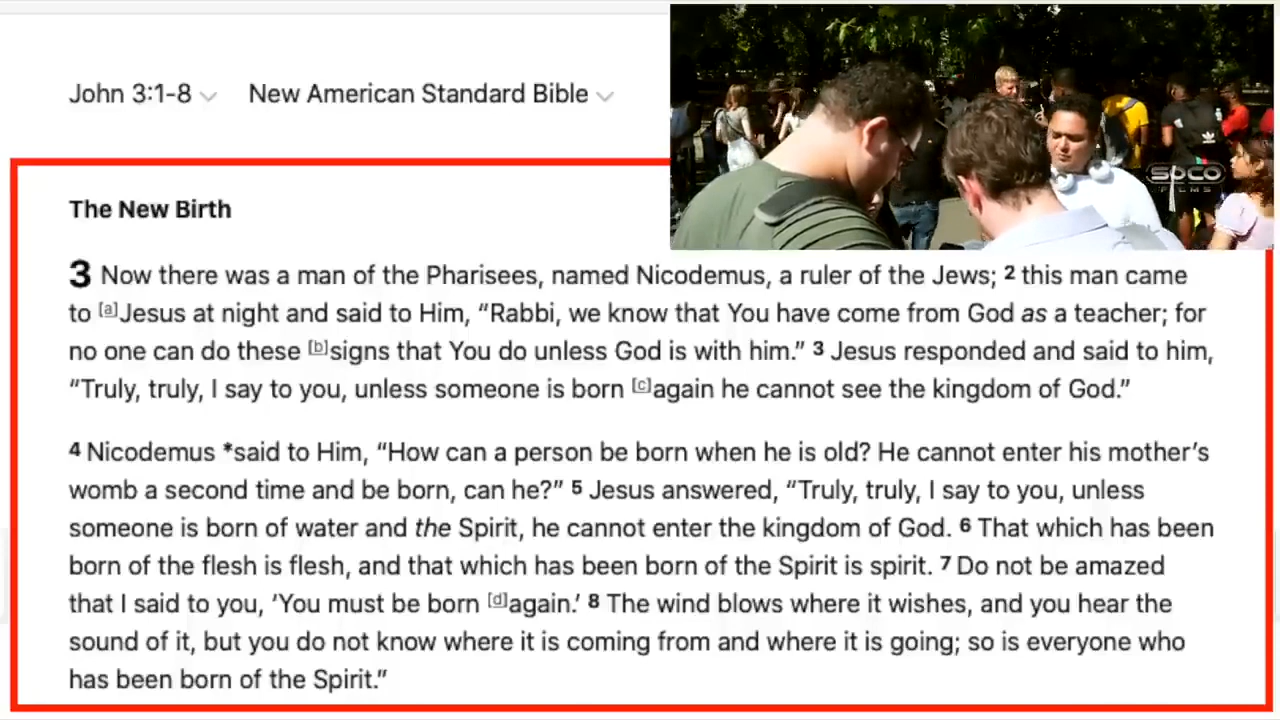 John 3:1-8 New American Standard Bible
SOCO
FILMS
The New Birth
3 Now there was a man of the Pharisees, named Nicodemus, a ruler of the Jews; 2 this man came
to [a]Jesus at night and said to Him, “Rabbi, we know that You have come from God as a teacher; for
no one can do these [b]signs that You do unless God is with him.” 3 Jesus responded and said to him,
“Truly, truly, I say to you, unless someone is born [c]again he cannot see the kingdom of God.”
4 Nicodemus *said to Him, “How can a person be born when he is old? He cannot enter his mother’s
womb a second time and be born, can he?” 5 Jesus answered, “Truly, truly, I say to you, unless
someone is born of water and the Spirit, he cannot enter the kingdom of God. 6 That which has been
born of the flesh is flesh, and that which has been born of the Spirit is spirit. 7 Do not be amazed
that I said to you, ‘You must be born [d]again.’ 8 The wind blows where it wishes, and you hear the
sound of it, but you do not know where it is coming from and where it is going; so is everyone who
has been born of the Spirit.”